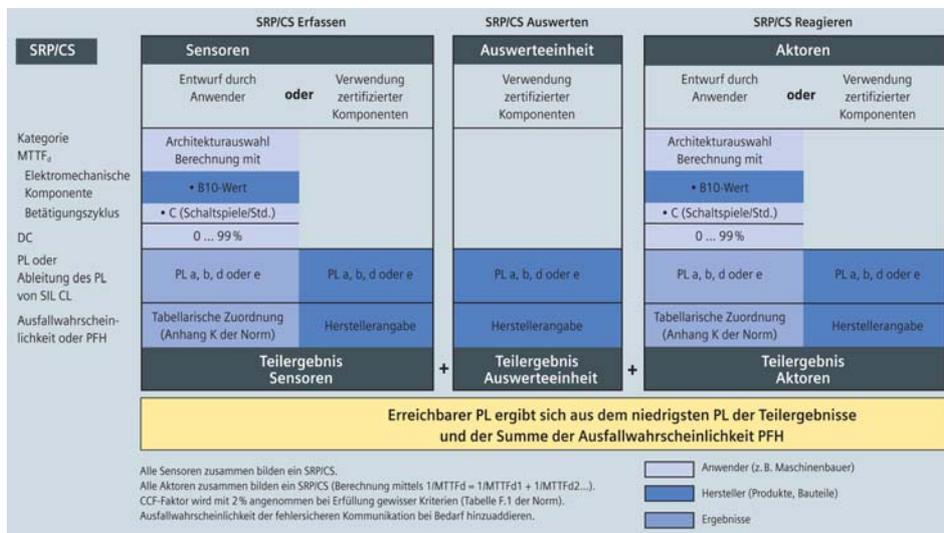 SRP/CS Erfassen
SRP/CS Auswerten
SRP/CS Reagieren
SRP/CS
Sensoren
Auswerteeinheit
Aktoren
Entwurf durch
Anwender
oder
Verwendung
zertifizierter
Komponenten
Verwendung
zertifizierter
Komponenten
Entwurf durch
Anwender
oder
Verwendung
zertifizierter
Komponenten
Kategorie
MTTFd
Architekturauswahl
Berechnung mit
Architekturauswahl
Berechnung mit
Elektromechanische
Komponente
• B10-Wert
• B10-Wert
Betätigungszyklus
• C (Schaltspiele/Std.)
• C (Schaltspiele/Std.)
DC
0 ... 99 %
0 ... 99 %
PL oder
Ableitung des PL
von SIL CL
PL a, b, d oder e
PL a, b, d oder e
PL a, b, d oder e
PL a, b, d oder e
PL a, b, d oder e
Ausfallwahrschein-
lichkeit oder PFH
Tabellarische Zuordnung
(Anhang K der Norm)
Herstellerangabe
Herstellerangabe
Tabellarische Zuordnung
(Anhang K der Norm)
Herstellerangabe
Teilergebnis
Sensoren
+
Teilergebnis
Auswerteeinheit
+
Teilergebnis
Aktoren
Erreichbarer PL ergibt sich aus dem niedrigsten PL der Teilergebnisse
und der Summe der Ausfallwahrscheinlichkeit PFH
Alle Sensoren zusammen bilden ein SRP/CS.
Alle Aktoren zusammen bilden ein SRP/CS (Berechnung mittels 1/MTTFd = 1/MTTFd1 + 1/MTTFd2...).
CCF-Faktor wird mit 2 % angenommen bei Erfüllung gewisser Kriterien (Tabelle F.1 der Norm).
Ausfallwahrscheinlichkeit der fehlersicheren Kommunikation bei Bedarf hinzuaddieren.
Anwender (z. B. Maschinenbauer)
Hersteller (Produkte, Bauteile)
Ergebnisse